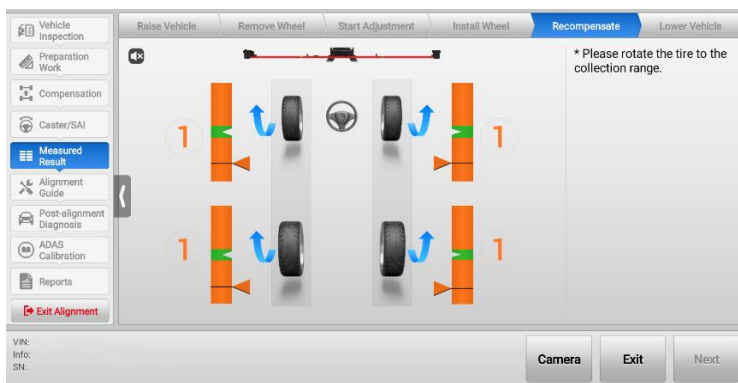 Raise Vehicle
Remove Wheel
Start Adjustment
Install Wheel
Recompensate
Lower Vehicle
Vehicle
Inspection
Preparation
Work
Compensation
Caster/SAI
Measured
Result
Alignment
Guide
Post-alignment
Diagnosis
ADAS
Calibration
Reports
Exit Alignment
* Please rotate the tire to the
collection range.
1
1
1
1
VIN:
Info:
SN:
Camera
Exit
Next